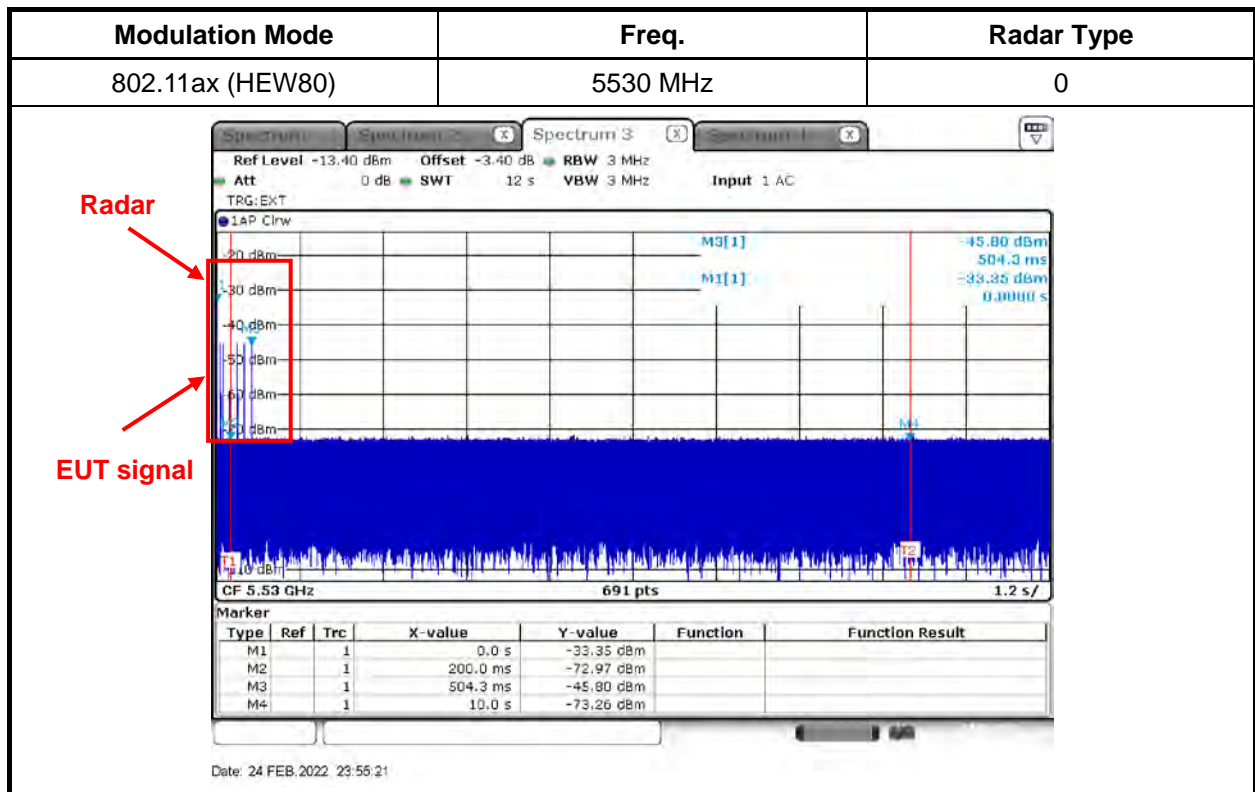 Modulation Mode Freq. Radar Type
802.11ax (HEW80) 5530 MHz 0
Spectrum Spectrum 2 X Spectrum 3 X X
Ref Level -13.40 dBm Offset -3.40 dB RBW 3 MHz
Att 0 dB SWT 12 s VBW 3 MHz Input 1 AC
TRG:EXT
1AP Clrw
Radar
M3[1] -45.80 dBm
-20 dBm
504.3 ms
M1[1] -33.35 dBm
-30 dBm
0.0000 s
-40 dBm
-50 dBm
-60 dBm
M4
EUT signal
T1 T2
CF 5.53 GHz 691 pts 1.2 s/
Marker
Type Ref Trc X-value Y-value Function Function Result
M1 1 0.0 s -33.35 dBm
M2 1 200.0 ms -72.97 dBm
M3 1 504.3 ms -45.80 dBm
M4 1 10.0 s -73.26 dBm
Date: 24 FEB.2022 23:55:21